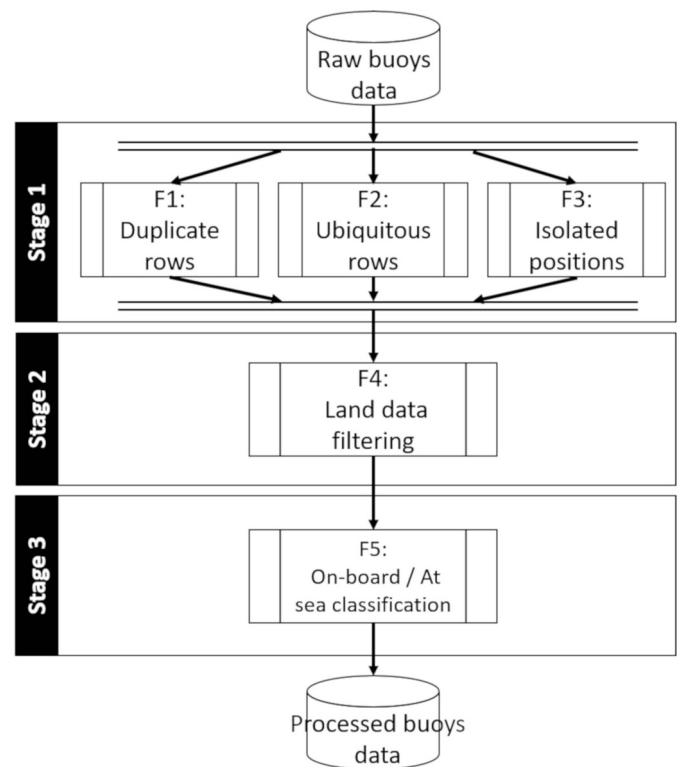 Raw buoys
data
Stage 1
F1:
Duplicate
rows
F2:
Ubiquitous
rows
F3:
Isolated
positions
Stage 2
F4:
Land data
filtering
Stage 3
F5:
On-board / At
sea classification
Processed buoys
data